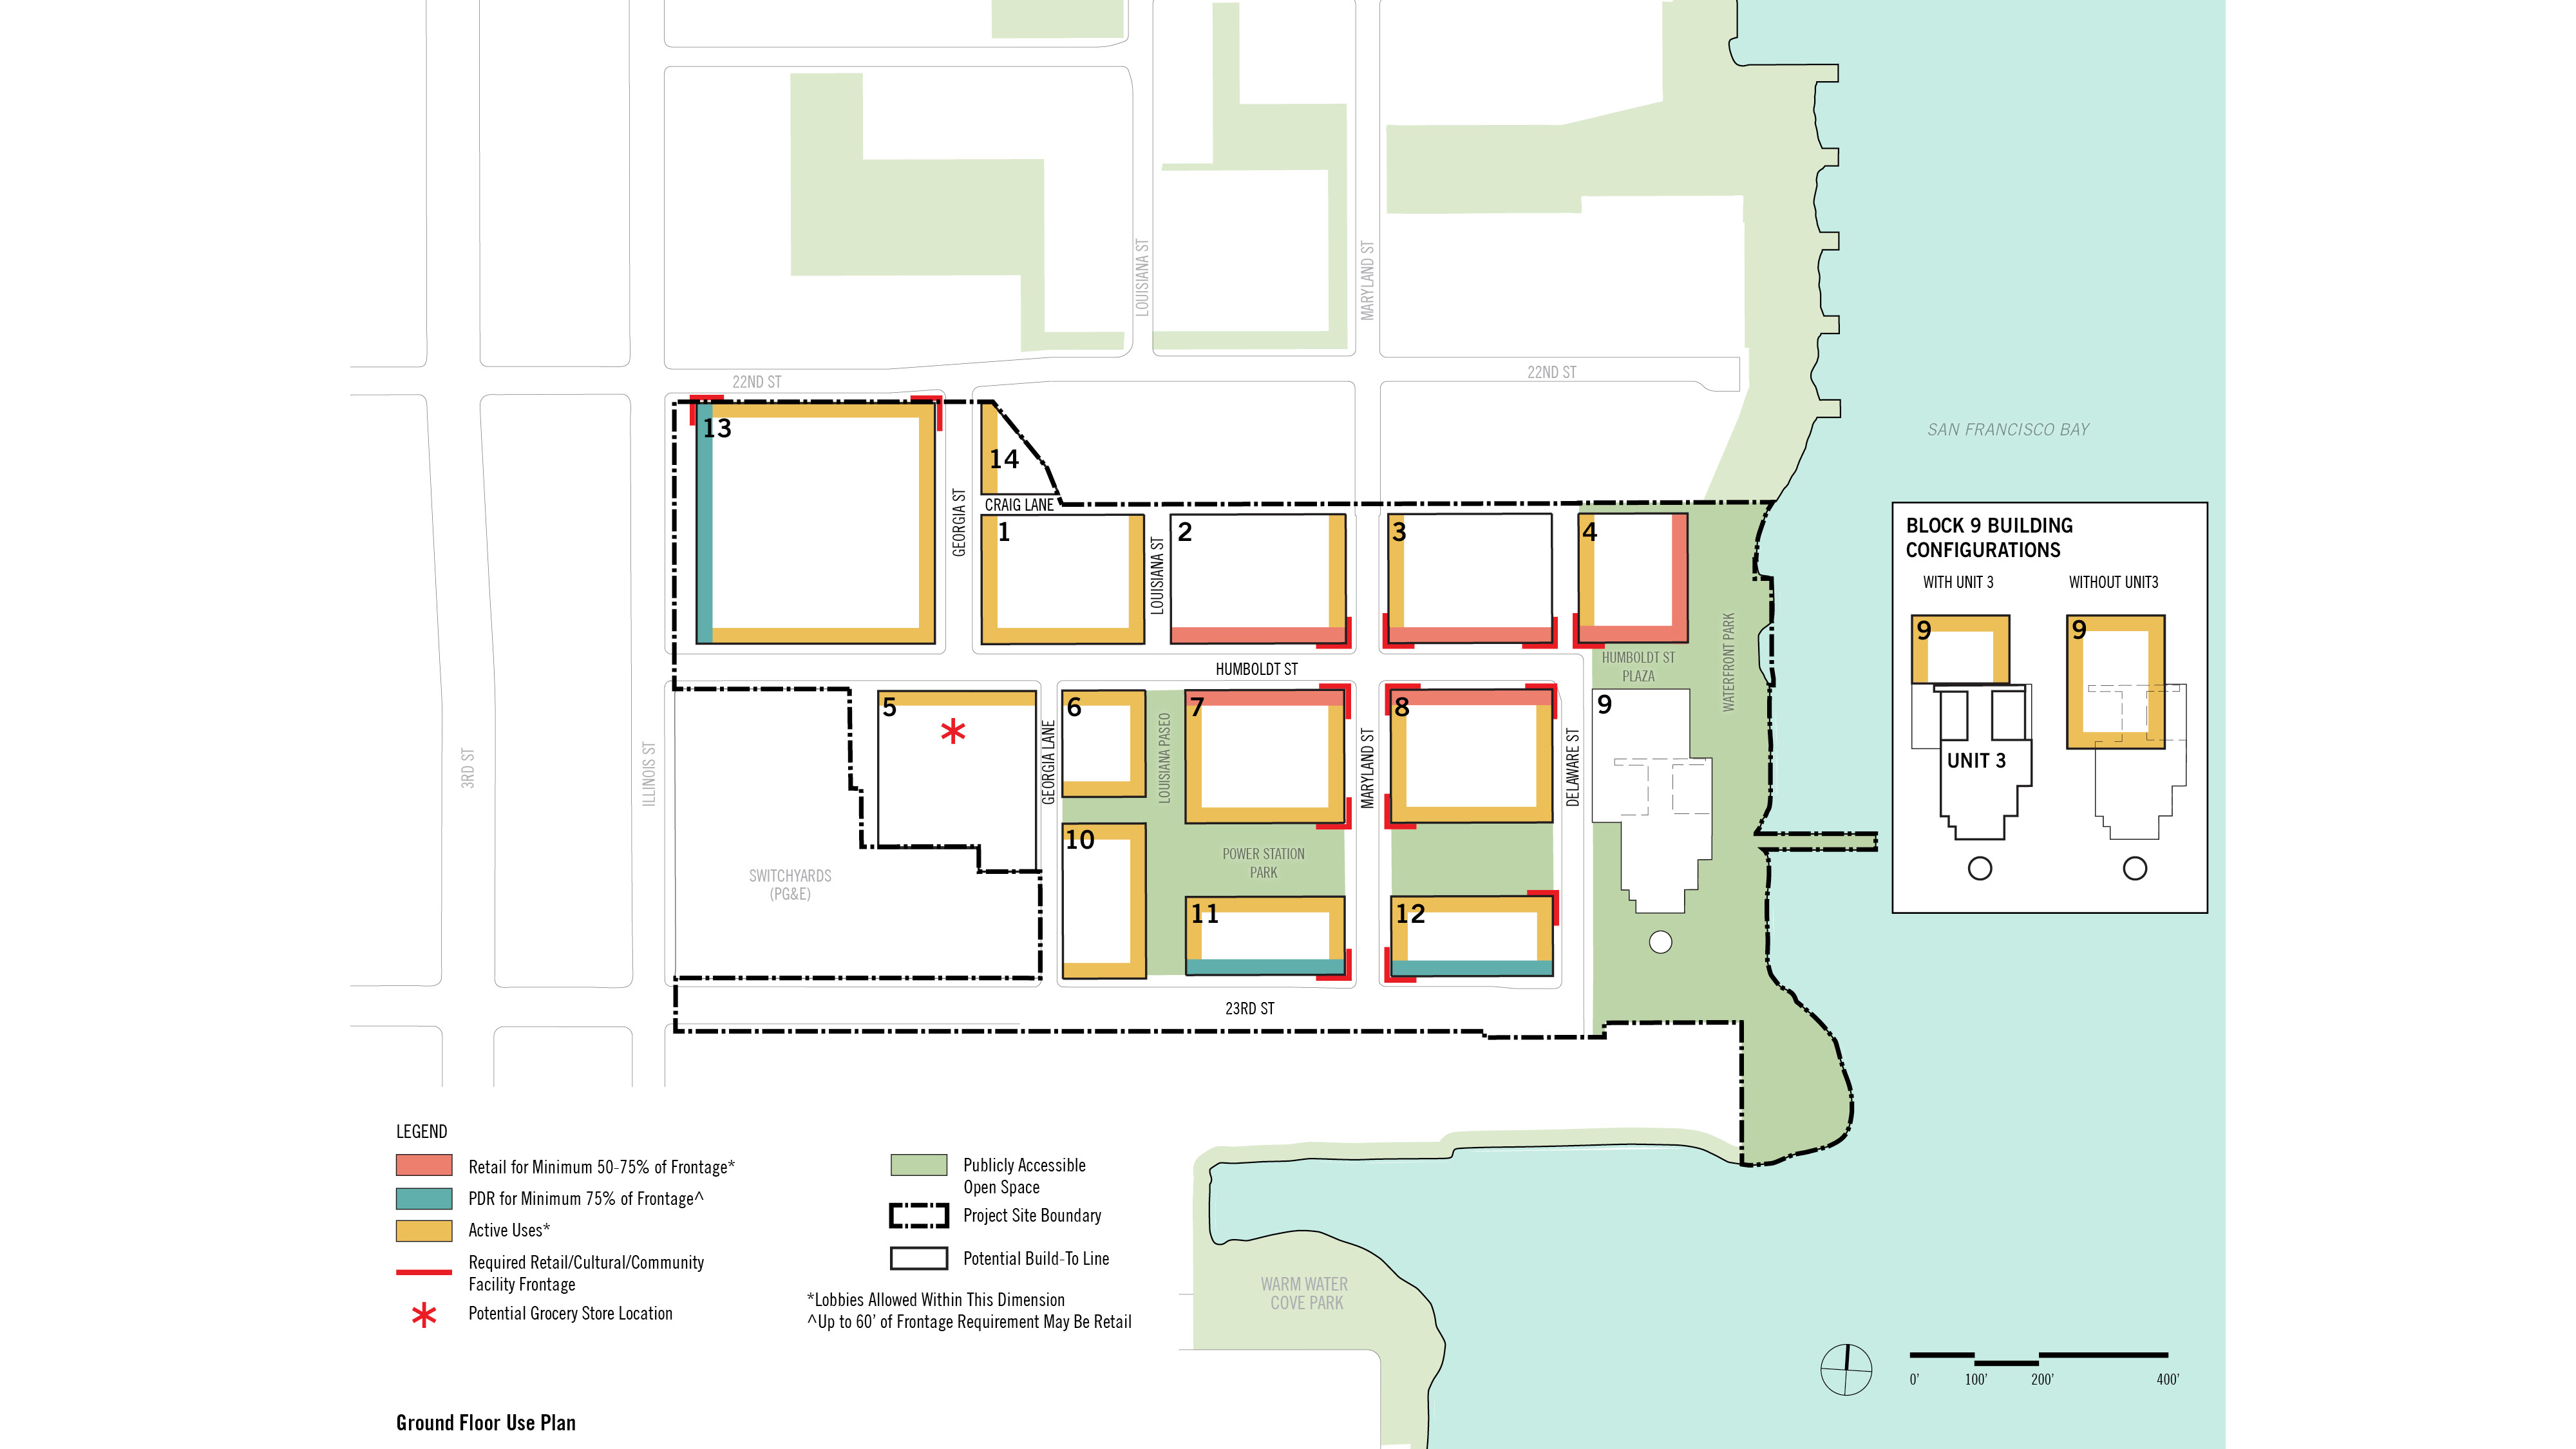 LOUISIANA ST
MARYLAND ST
22ND ST
22ND ST
SAN FRANCISCO BAY
13
14
CRAIG LANE
GEORGIA ST
1
LOUISIANA ST
2
3
4
WATERFRONT PARK
HUMBOLDT ST
HUMBOLDT ST
PLAZA
3RD ST
ILLINOIS ST
5
*
GEORGIA LANE
6
LOUISIANA PASEO
7
MARYLAND ST
8
DELAWARE ST
9
10
POWER STATION
PARK
SWITCHYARDS
(PG&E)
11
12
23RD ST
BLOCK 9 BUILDING
CONFIGURATIONS
WITH UNIT 3
WITHOUT UNIT3
9
9
UNIT 3
LEGEND
Retail for Minimum 50-75% of Frontage*
PDR for Minimum 75% of Frontage^
Active Uses*
Required Retail/Cultural/Community
Facility Frontage
* Potential Grocery Store Location
Publicly Accessible
Open Space
Project Site Boundary
Potential Build-To Line
*Lobbies Allowed Within This Dimension
^Up to 60’ of Frontage Requirement May Be Retail
WARM WATER
COVE PARK
0’ 100’ 200’ 400’
Ground Floor Use Plan